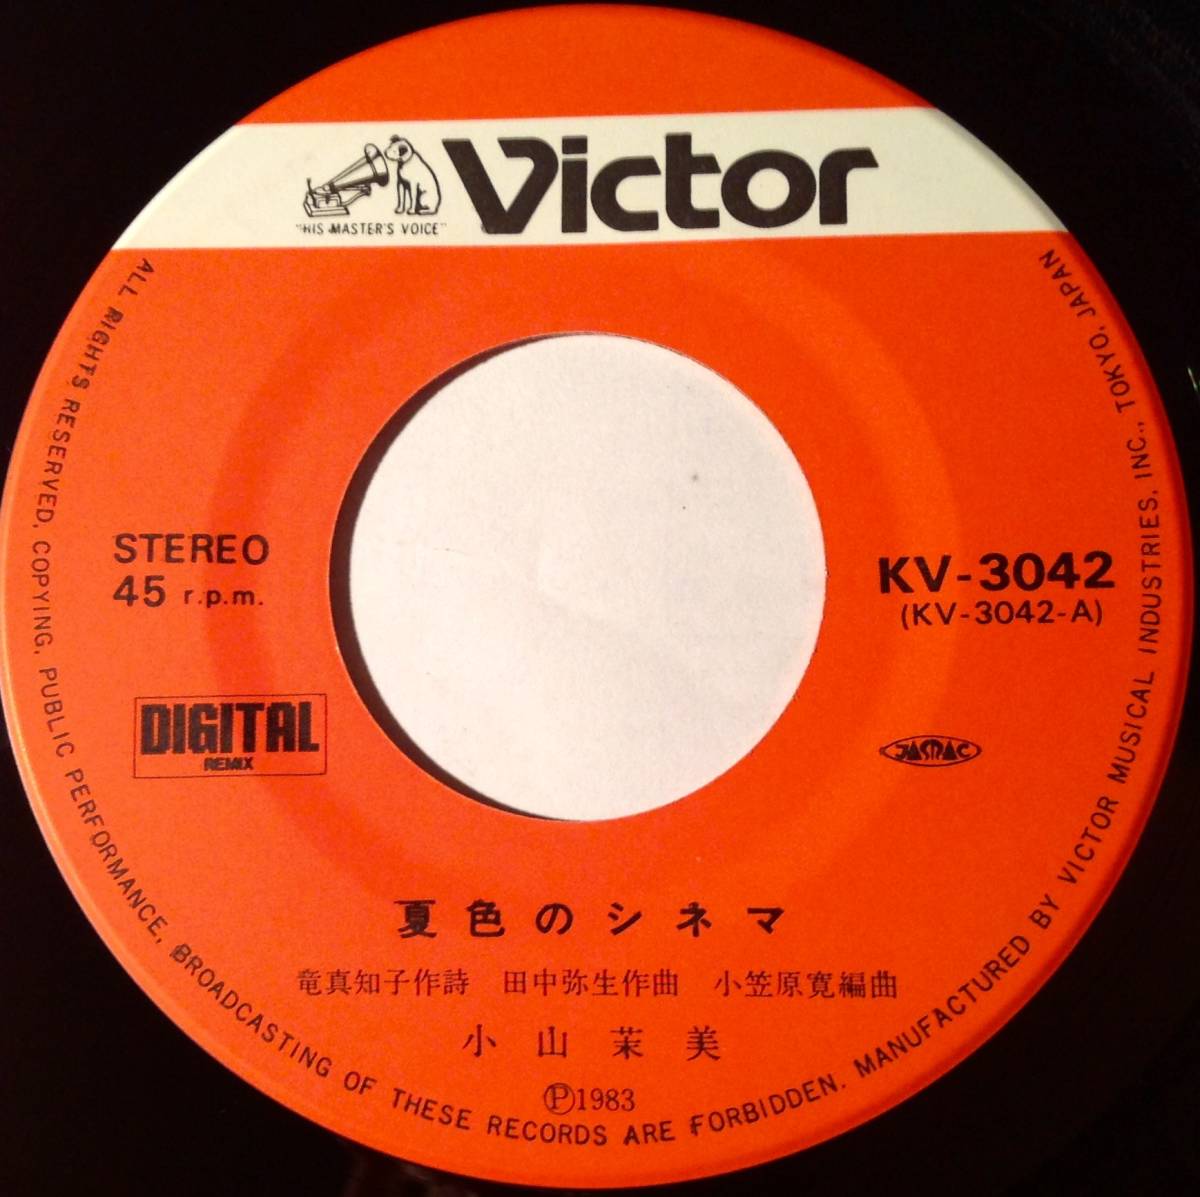 Victor
"HIS MASTER'S VOICE"
STEREO
45 r.p.m.
KV-3042
(KV-3042-A)
DIGITAL
REMIX
JASRAC
夏色のシネマ
竜真知子作詩 田中弥生作曲 小笠原寛編曲
小山茉美
Ⓟ1983
ALL RIGHTS RESERVED, COPYING, PUBLIC PERFORMANCE, BROADCASTING OF THESE RECORDS ARE FORBIDDEN. MANUFACTURED BY VICTOR MUSICAL INDUSTRIES, INC., TOKYO, JAPAN